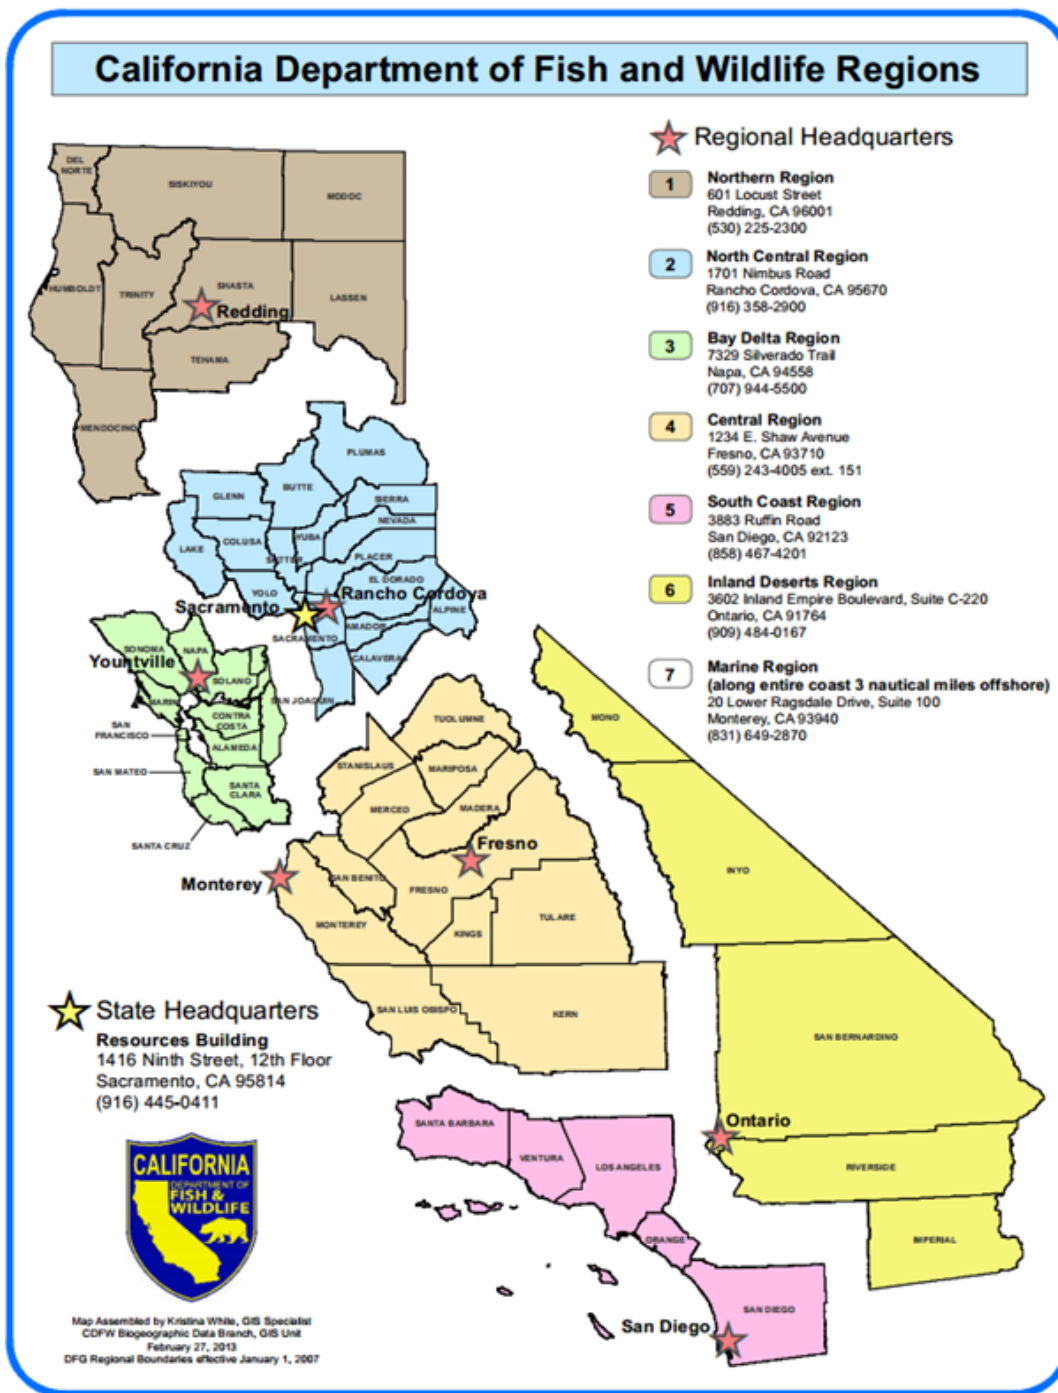 California Department of Fish and Wildlife Regions
Regional Headquarters
1
Northern Region
601 Locust Street
Redding, CA 96001
(530) 225-2300
2
North Central Region
1701 Nimbus Road
Rancho Cordova, CA 95670
(916) 358-2900
3
Bay Delta Region
7329 Silverado Trail
Napa, CA 94558
(707) 944-5500
4
Central Region
1234 E. Shaw Avenue
Fresno, CA 93710
(559) 243-4005 ext. 151
5
South Coast Region
3883 Ruffin Road
San Diego, CA 92123
(858) 467-4201
6
Inland Deserts Region
3602 Inland Empire Boulevard, Suite C-220
Ontario, CA 91764
(909) 484-0167
7
Marine Region
(along entire coast 3 nautical miles offshore)
20 Lower Ragsdale Drive, Suite 100
Monterey, CA 93940
(831) 649-2870
DEL
NORTE
SISKIYOU
MODOC
HUMBOLDT
TRINITY
SHASTA
Redding
LASSEN
TEHAMA
MENDOCINO
PLUMAS
GLENN
BUTTE
SIERRA
NEVADA
LAKE
COLUSA
SUTTER
YUBA
PLACER
YOLO
EL DORADO
Rancho Cordova
Sacramento
ALPINE
AMADOR
SACRAMENTO
CALAVERAS
SAN JOAQUIN
SONOMA
NAPA
Yountville
SOLANO
MARIN
CONTRA
COSTA
SAN
FRANCISCO
ALAMEDA
SAN MATEO
SANTA
CLARA
SANTA CRUZ
TUOLUMNE
STANISLAUS
MARIPOSA
MERCED
MADERA
Fresno
SAN BENITO
FRESNO
Monterey
MONTEREY
KINGS
TULARE
SAN LUIS OBISPO
KERN
MONO
INYO
SAN BERNARDINO
Ontario
RIVERSIDE
IMPERIAL
SANTA BARBARA
VENTURA
LOS ANGELES
ORANGE
SAN DIEGO
San Diego
State Headquarters
Resources Building
1416 Ninth Street, 12th Floor
Sacramento, CA 95814
(916) 445-0411
CALIFORNIA
DEPARTMENT OF
FISH &
WILDLIFE
Map Assembled by Kristina White, GIS Specialist
CDFW Biogeographic Data Branch, GIS Unit
February 27, 2013
DFG Regional Boundaries effective January 1, 2007